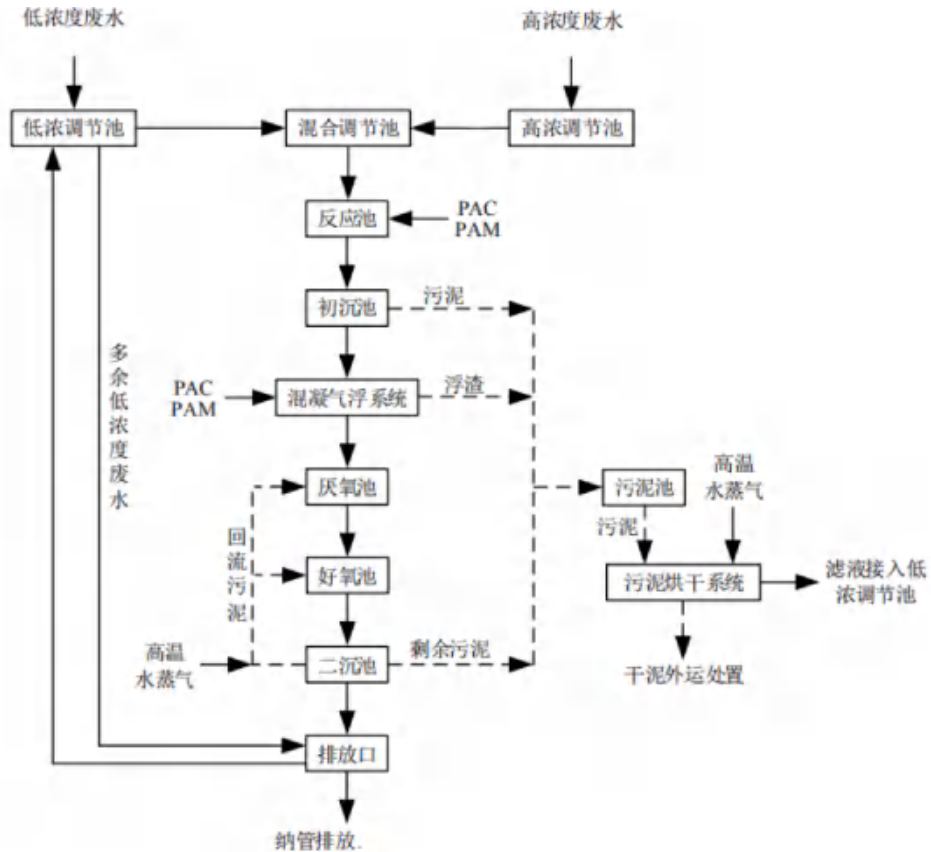 低浓度废水
高浓度废水
低浓调节池
混合调节池
高浓调节池
反应池
PAC
PAM
初沉池
污泥
多余低浓度废水
PAC
PAM
混凝气浮系统
浮渣
厌氧池
污泥池
高温
水蒸气
污泥
回流污泥
好氧池
污泥烘干系统
滤液接入低
浓调节池
高温
水蒸气
二沉池
剩余污泥
干泥外运处置
排放口
纳管排放.